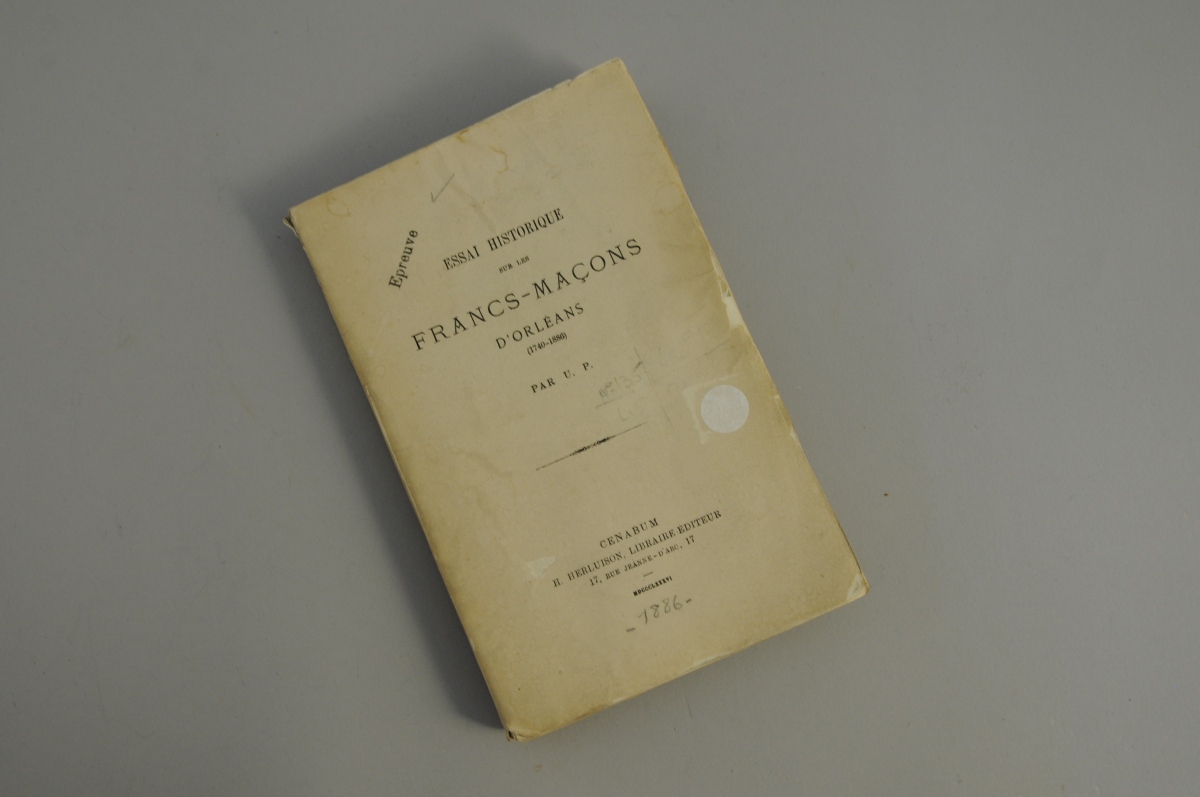 Epreuve
ESSAI HISTORIQUE
SUR LES
FRANCS-MAÇONS
D'ORLÉANS
(1740-1886)
PAR U. P.
CENABUM
H. HERLUISON, LIBRAIRE-EDITEUR
17, RUE JEANNE-D'ARC, 17
MDCCCLXXXVI
- 1886 -